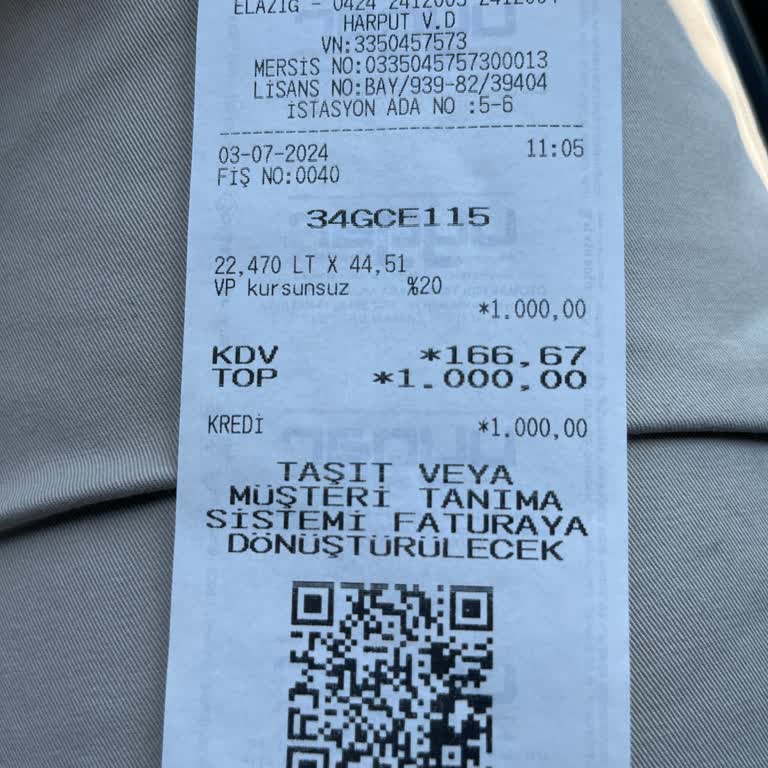 ELAZIĞ - 0424 2412003
HARPUT V.D
VN:3350457573
MERSİS NO:0335045757300013
LİSANS NO:BAY/939-82/39404
İSTASYON ADA NO :5-6
03-07-2024 11:05
FİŞ NO:0040
34GCE115
22,470 LT X 44,51
VP kursunsuz %20
*1.000,00
KDV *166,67
TOP *1.000,00
KREDİ *1.000,00
TAŞIT VEYA
MÜŞTERİ TANIMA
SİSTEMİ FATURAYA
DÖNÜŞTÜRÜLECEK